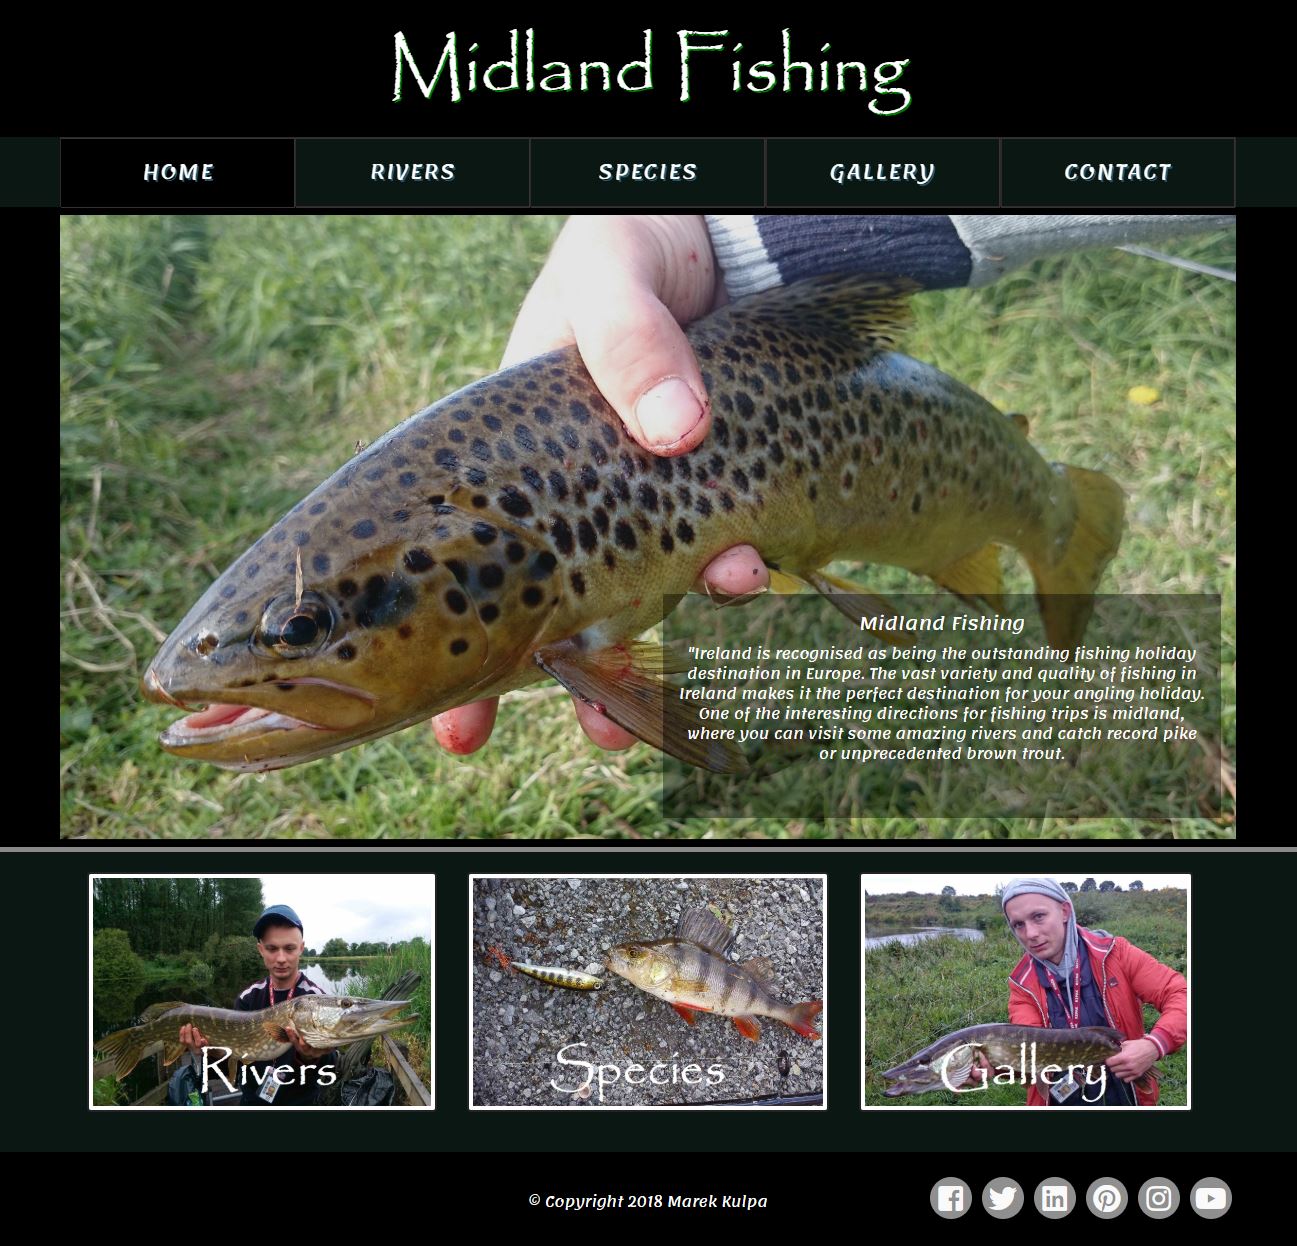 Midland Fishing
HOME
RIVERS
SPECIES
GALLERY
CONTACT
Midland Fishing
"Ireland is recognised as being the outstanding fishing holiday
destination in Europe. The vast variety and quality of fishing in
Ireland makes it the perfect destination for your angling holiday.
One of the interesting directions for fishing trips is midland,
where you can visit some amazing rivers and catch record pike
or unprecedented brown trout.
Rivers
Species
Gallery
© Copyright 2018 Marek Kulpa